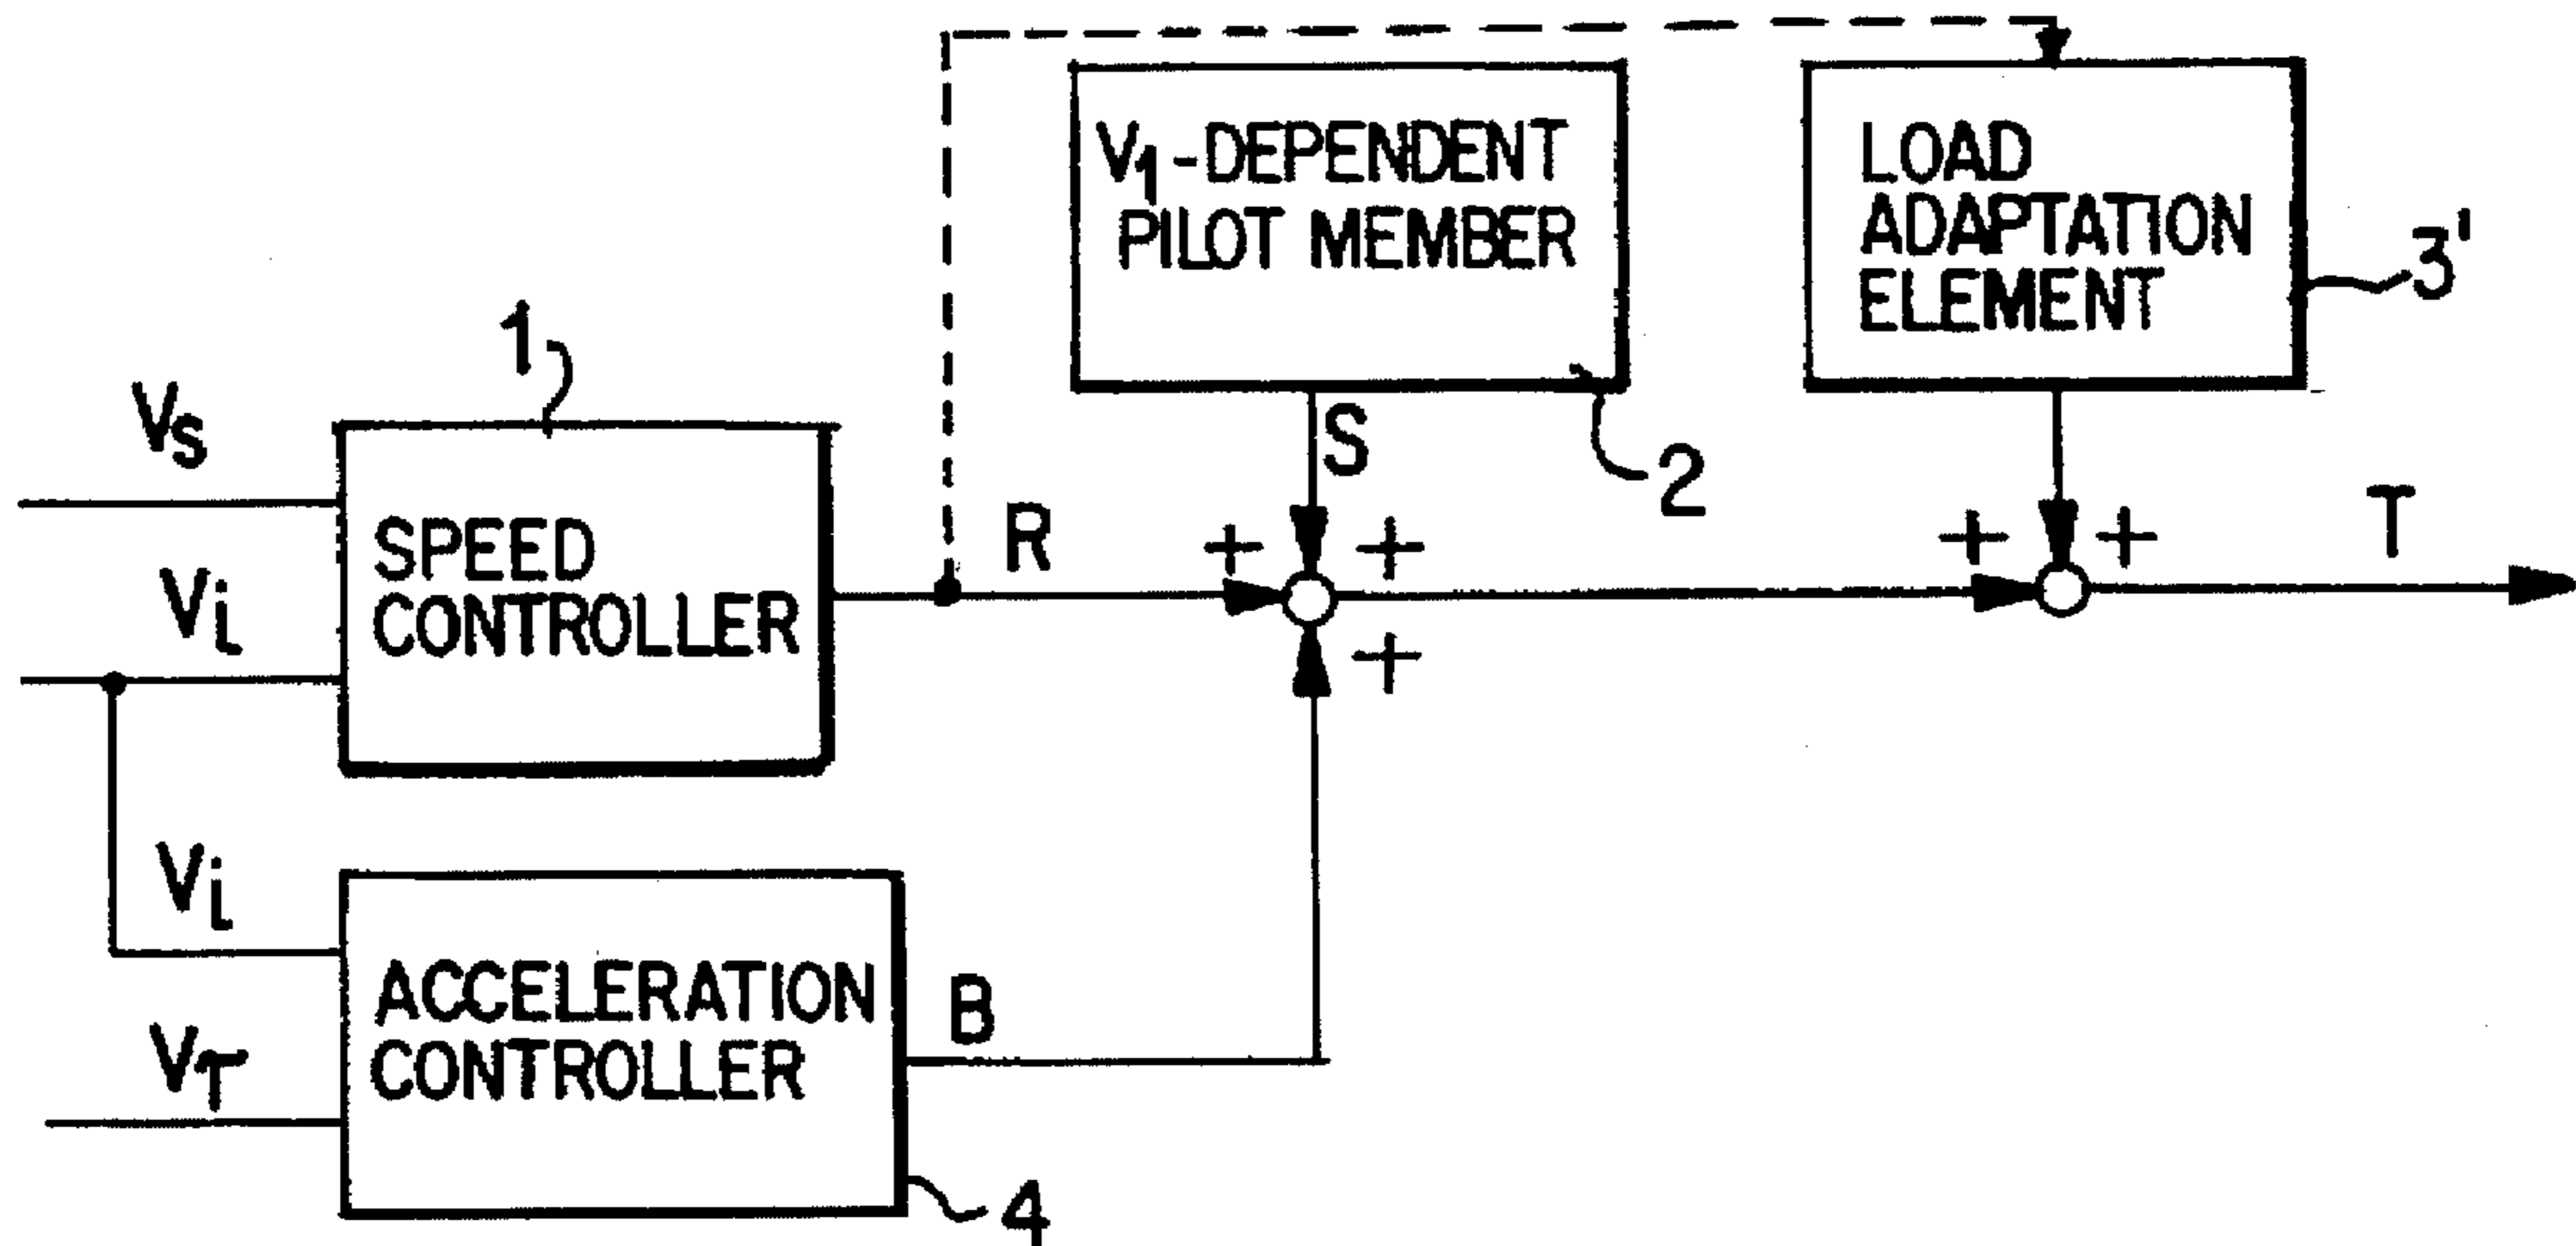 V1-DEPENDENT
PILOT MEMBER
LOAD
ADAPTATION
ELEMENT
3'
1
Vs
S
2
SPEED
CONTROLLER
R
+
+
+
+
T
Vi
+
Vi
ACCELERATION
CONTROLLER
B
VT
4